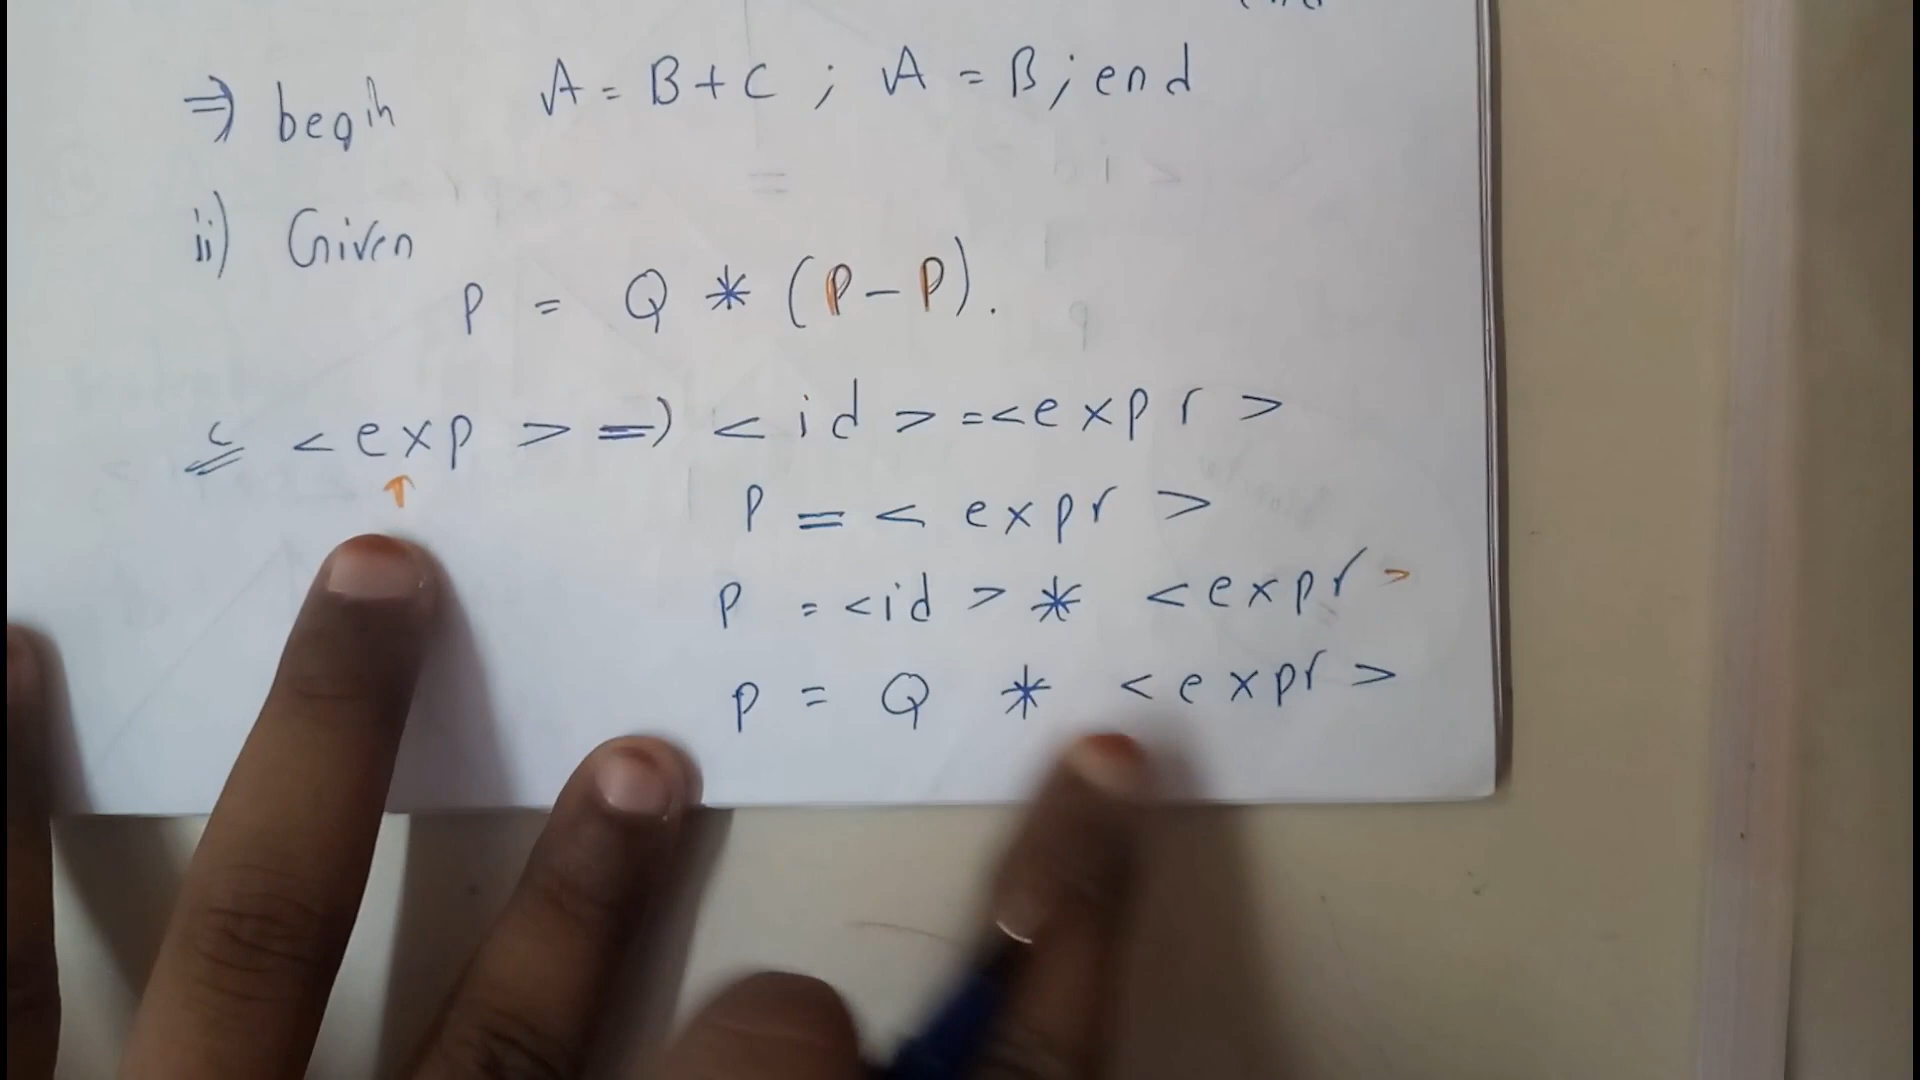 ⇒ begin A = B + C ; A = B ; end
ii) Given
P = Q * (P - P).
<exp> ⇒ <id> = <expr>
P = <expr>
P = <id> * <expr>
P = Q * <expr>